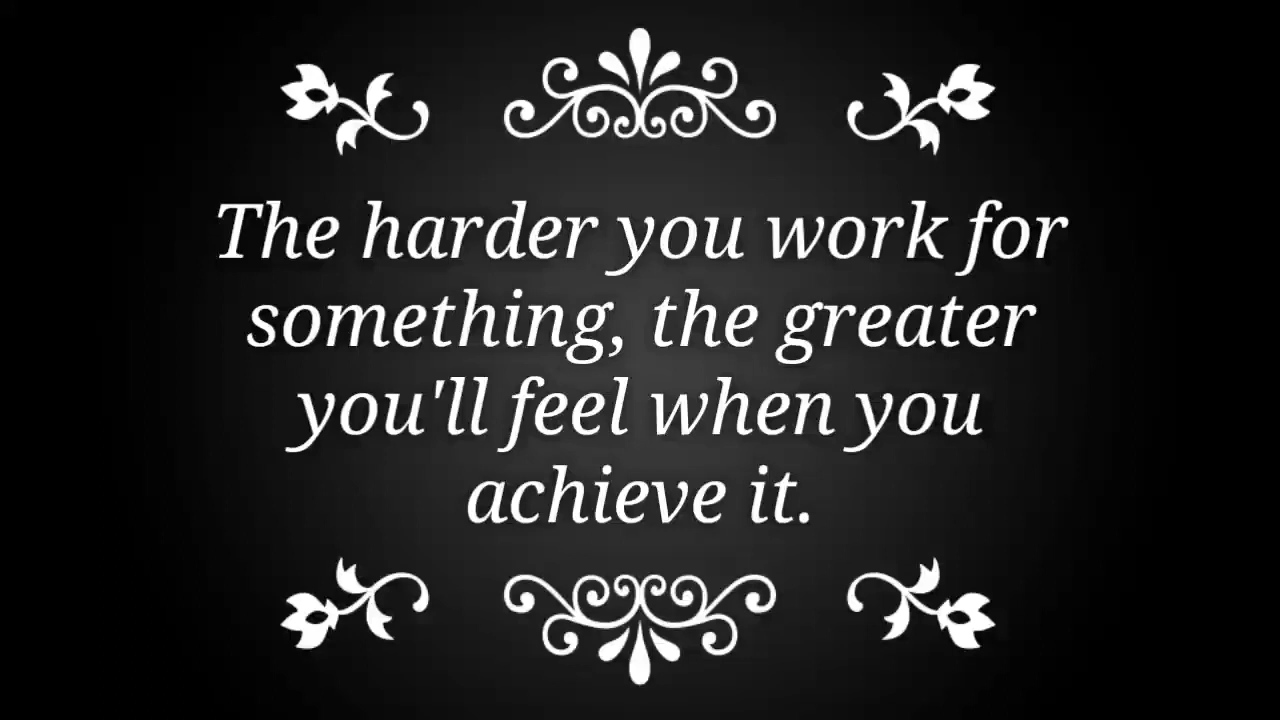 The harder you work for
something, the greater
you'll feel when you
achieve it.